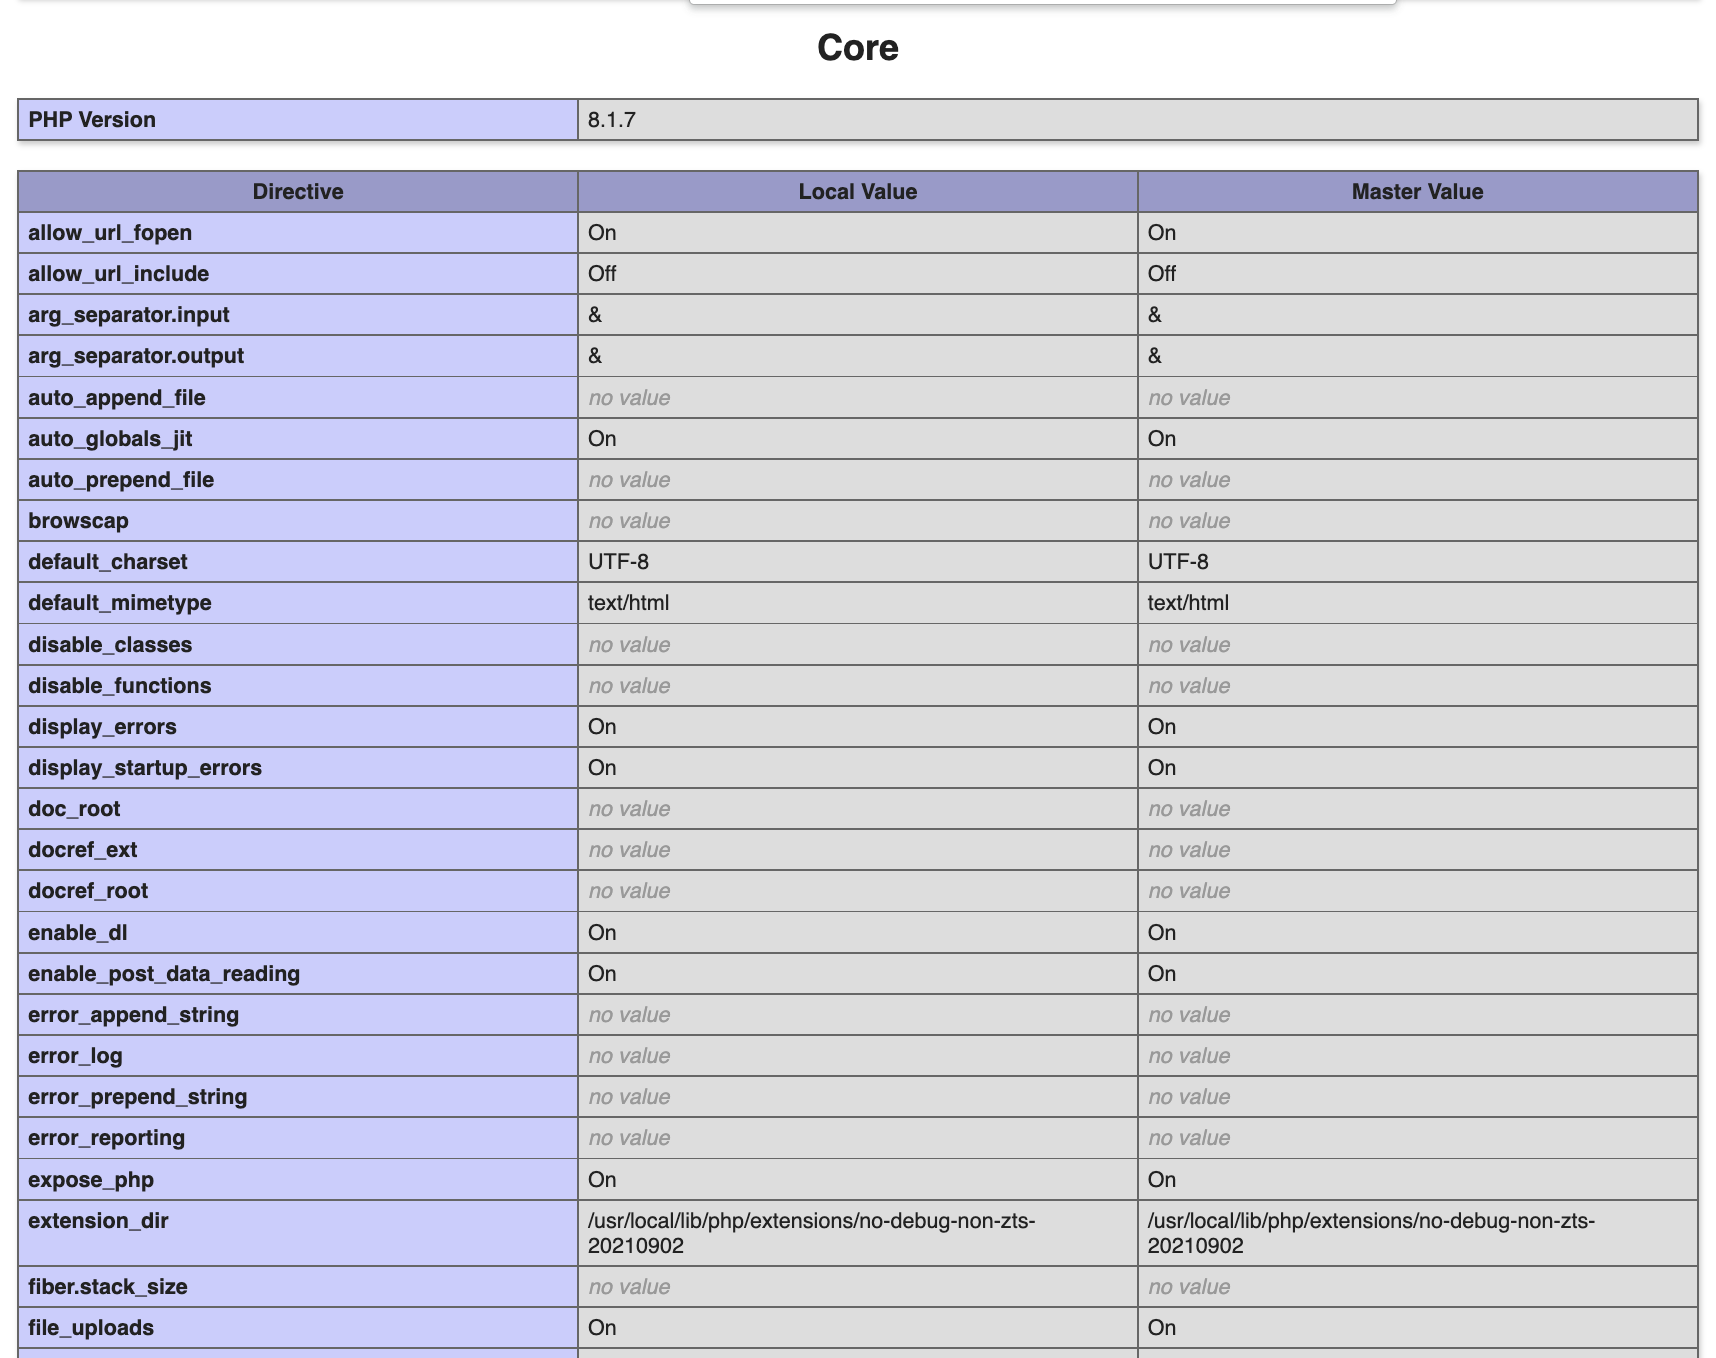 Core
PHP Version 8.1.7
Directive Local Value Master Value
allow_url_fopen On On
allow_url_include Off Off
arg_separator.input & &
arg_separator.output & &
auto_append_file no value no value
auto_globals_jit On On
auto_prepend_file no value no value
browscap no value no value
default_charset UTF-8 UTF-8
default_mimetype text/html text/html
disable_classes no value no value
disable_functions no value no value
display_errors On On
display_startup_errors On On
doc_root no value no value
docref_ext no value no value
docref_root no value no value
enable_dl On On
enable_post_data_reading On On
error_append_string no value no value
error_log no value no value
error_prepend_string no value no value
error_reporting no value no value
expose_php On On
extension_dir /usr/local/lib/php/extensions/no-debug-non-zts- /usr/local/lib/php/extensions/no-debug-non-zts-
20210902 20210902
fiber.stack_size no value no value
file_uploads On On